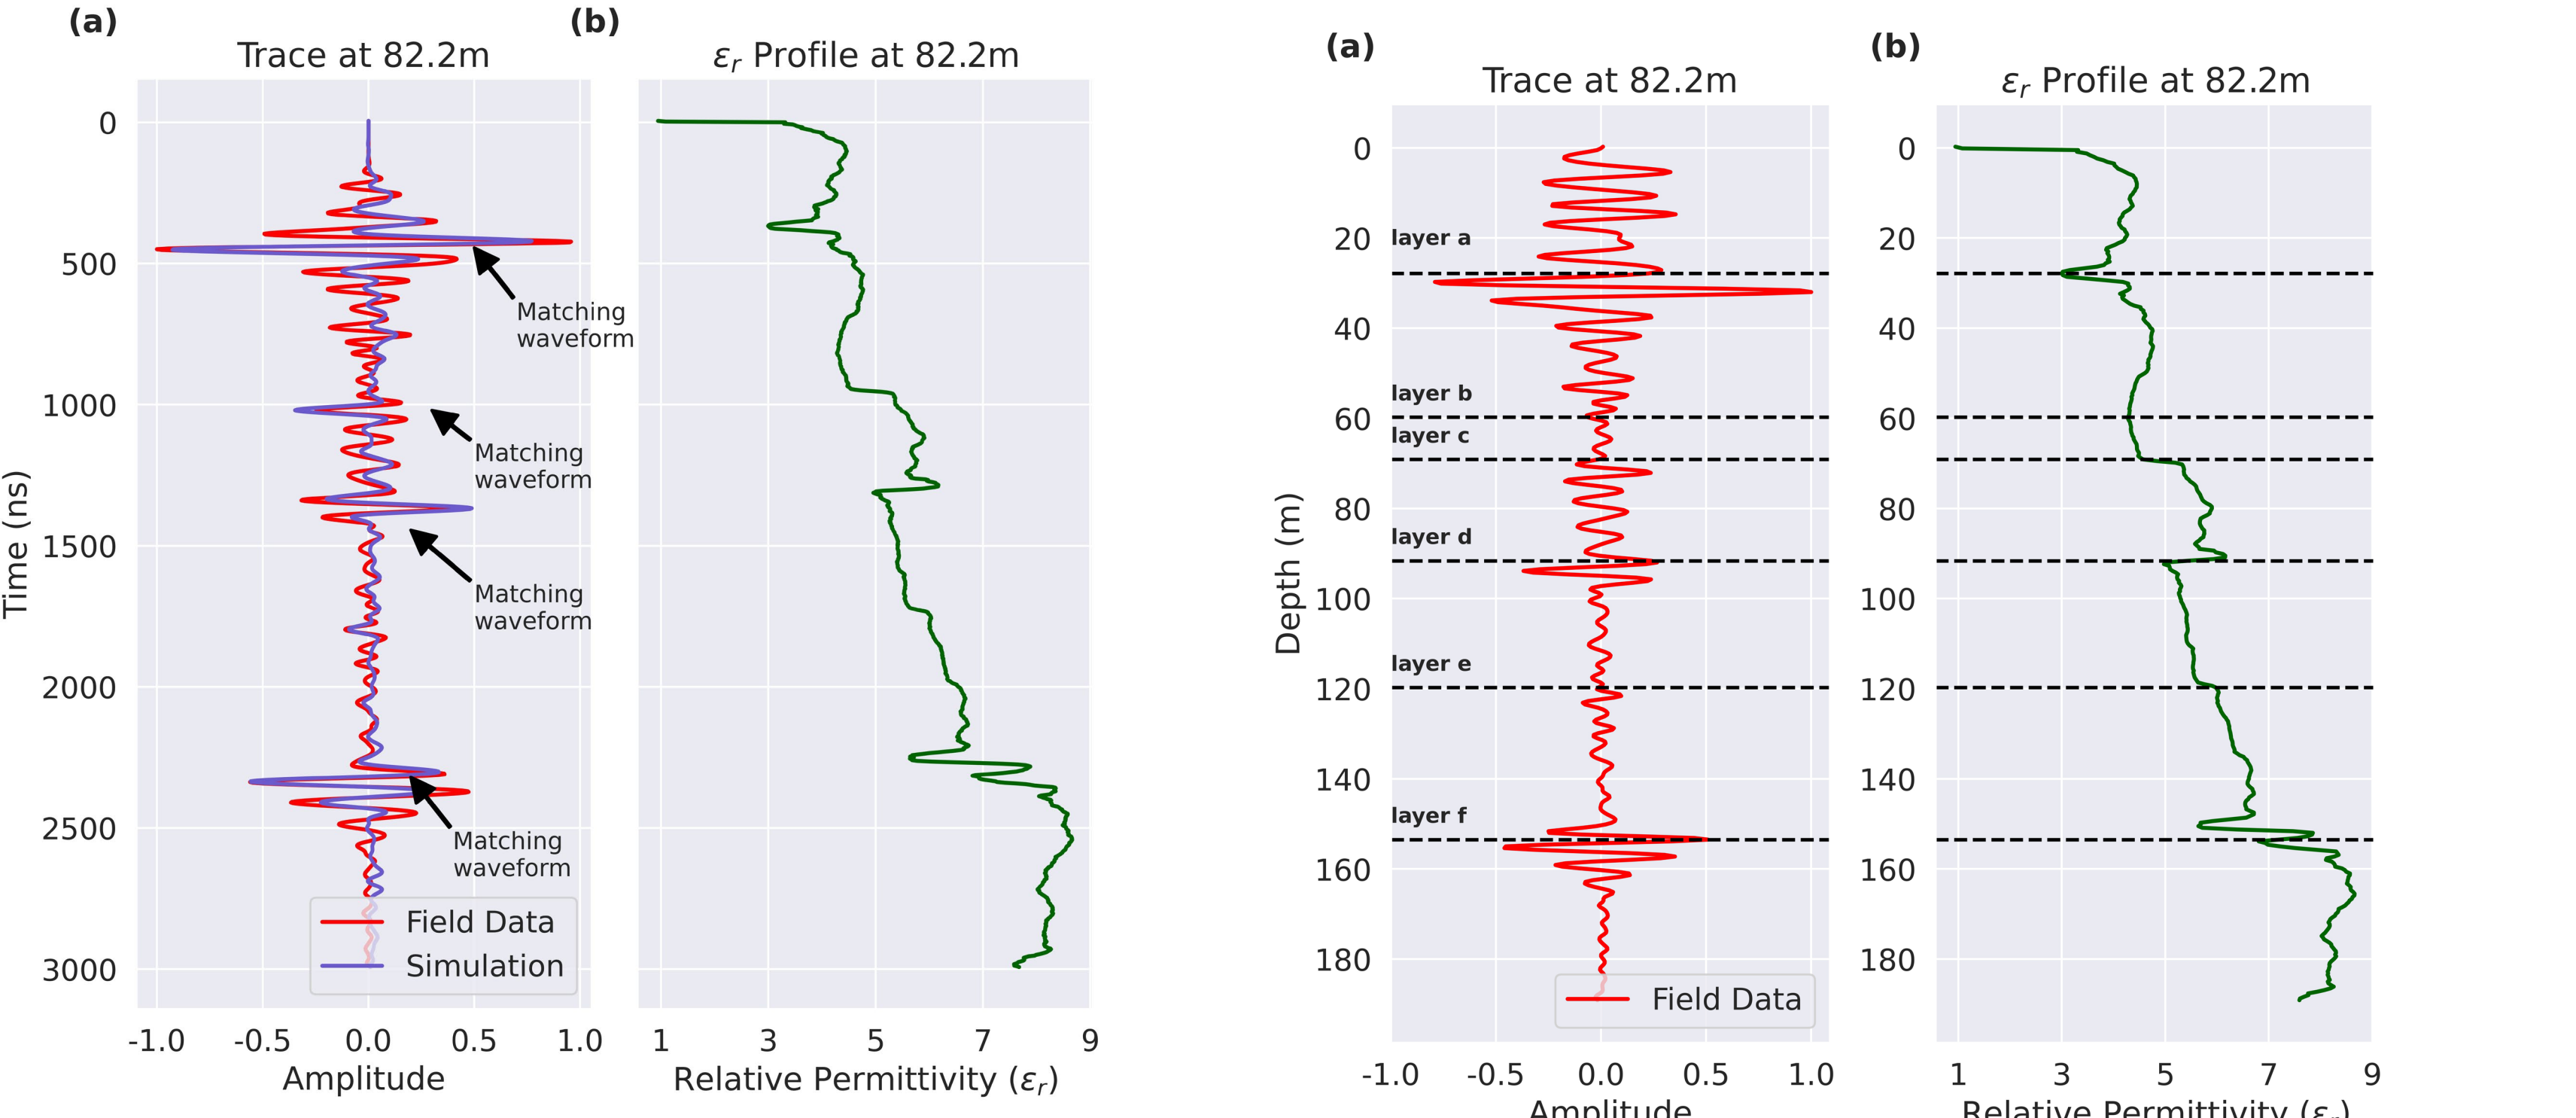 (a)
Trace at 82.2m
0
500
1000
1500
2000
2500
3000
Time (ns)
Matching
waveform
Matching
waveform
Matching
waveform
Matching
waveform
Field Data
Simulation
-1.0 -0.5 0.0 0.5 1.0
Amplitude
(b)
εr Profile at 82.2m
1 3 5 7 9
Relative Permittivity (εr)
(a)
Trace at 82.2m
0
20
40
60
80
100
120
140
160
180
Depth (m)
layer a
layer b
layer c
layer d
layer e
layer f
Field Data
-1.0 -0.5 0.0 0.5 1.0
Amplitude
(b)
εr Profile at 82.2m
0
20
40
60
80
100
120
140
160
180
1 3 5 7 9
Relative Permittivity (εr)